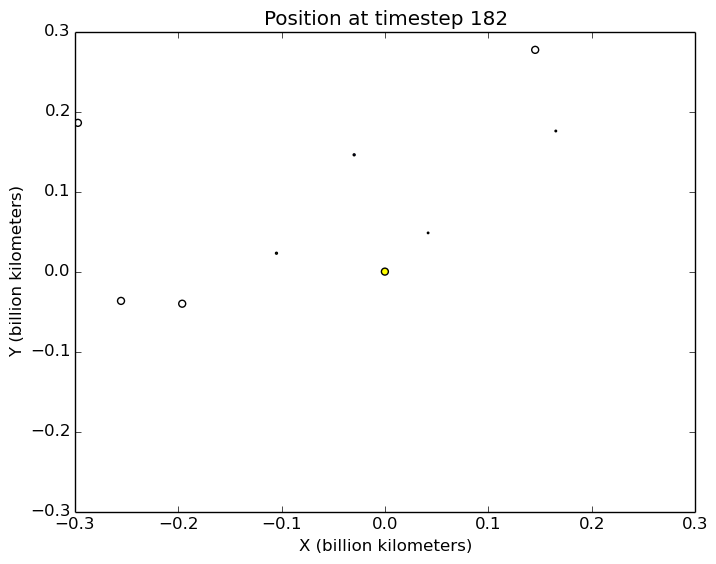 Position at timestep 182
0.3
0.2
0.1
0.0
−0.1
−0.2
−0.3
Y (billion kilometers)
−0.3 −0.2 −0.1 0.0 0.1 0.2 0.3
X (billion kilometers)